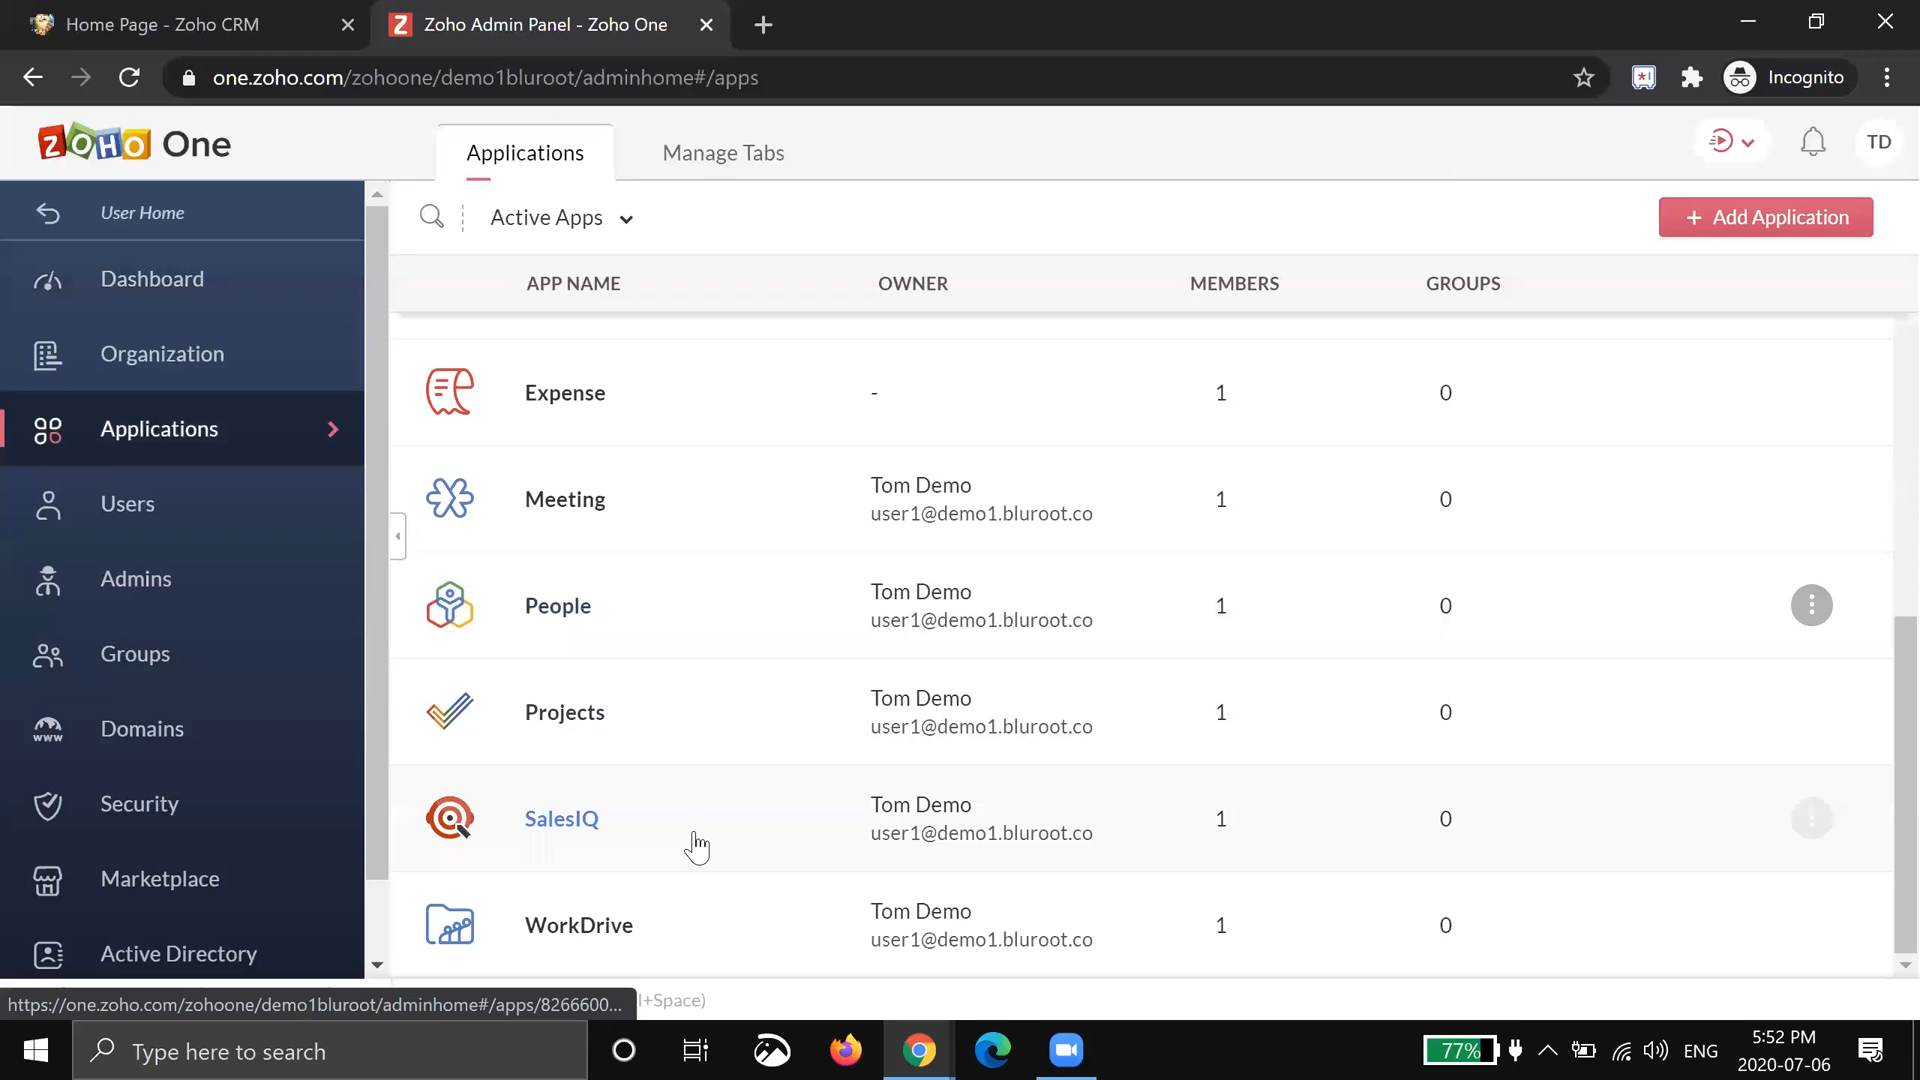 Home Page - Zoho CRM
Zoho Admin Panel - Zoho One
one.zoho.com/zohoone/demo1bluroot/adminhome#/apps
Incognito
ZOHO One
Applications
Manage Tabs
TD
User Home
Dashboard
Organization
Applications
Users
Admins
Groups
Domains
Security
Marketplace
Active Directory
Active Apps
+ Add Application
APP NAME OWNER MEMBERS GROUPS
Expense - 1 0
Meeting Tom Demo 1 0
user1@demo1.bluroot.co
People Tom Demo 1 0
user1@demo1.bluroot.co
Projects Tom Demo 1 0
user1@demo1.bluroot.co
SalesIQ Tom Demo 1 0
user1@demo1.bluroot.co
WorkDrive Tom Demo 1 0
user1@demo1.bluroot.co
https://one.zoho.com/zohoone/demo1bluroot/adminhome#/apps/8266600...
l+Space)
Type here to search
77%
ENG
5:52 PM
2020-07-06